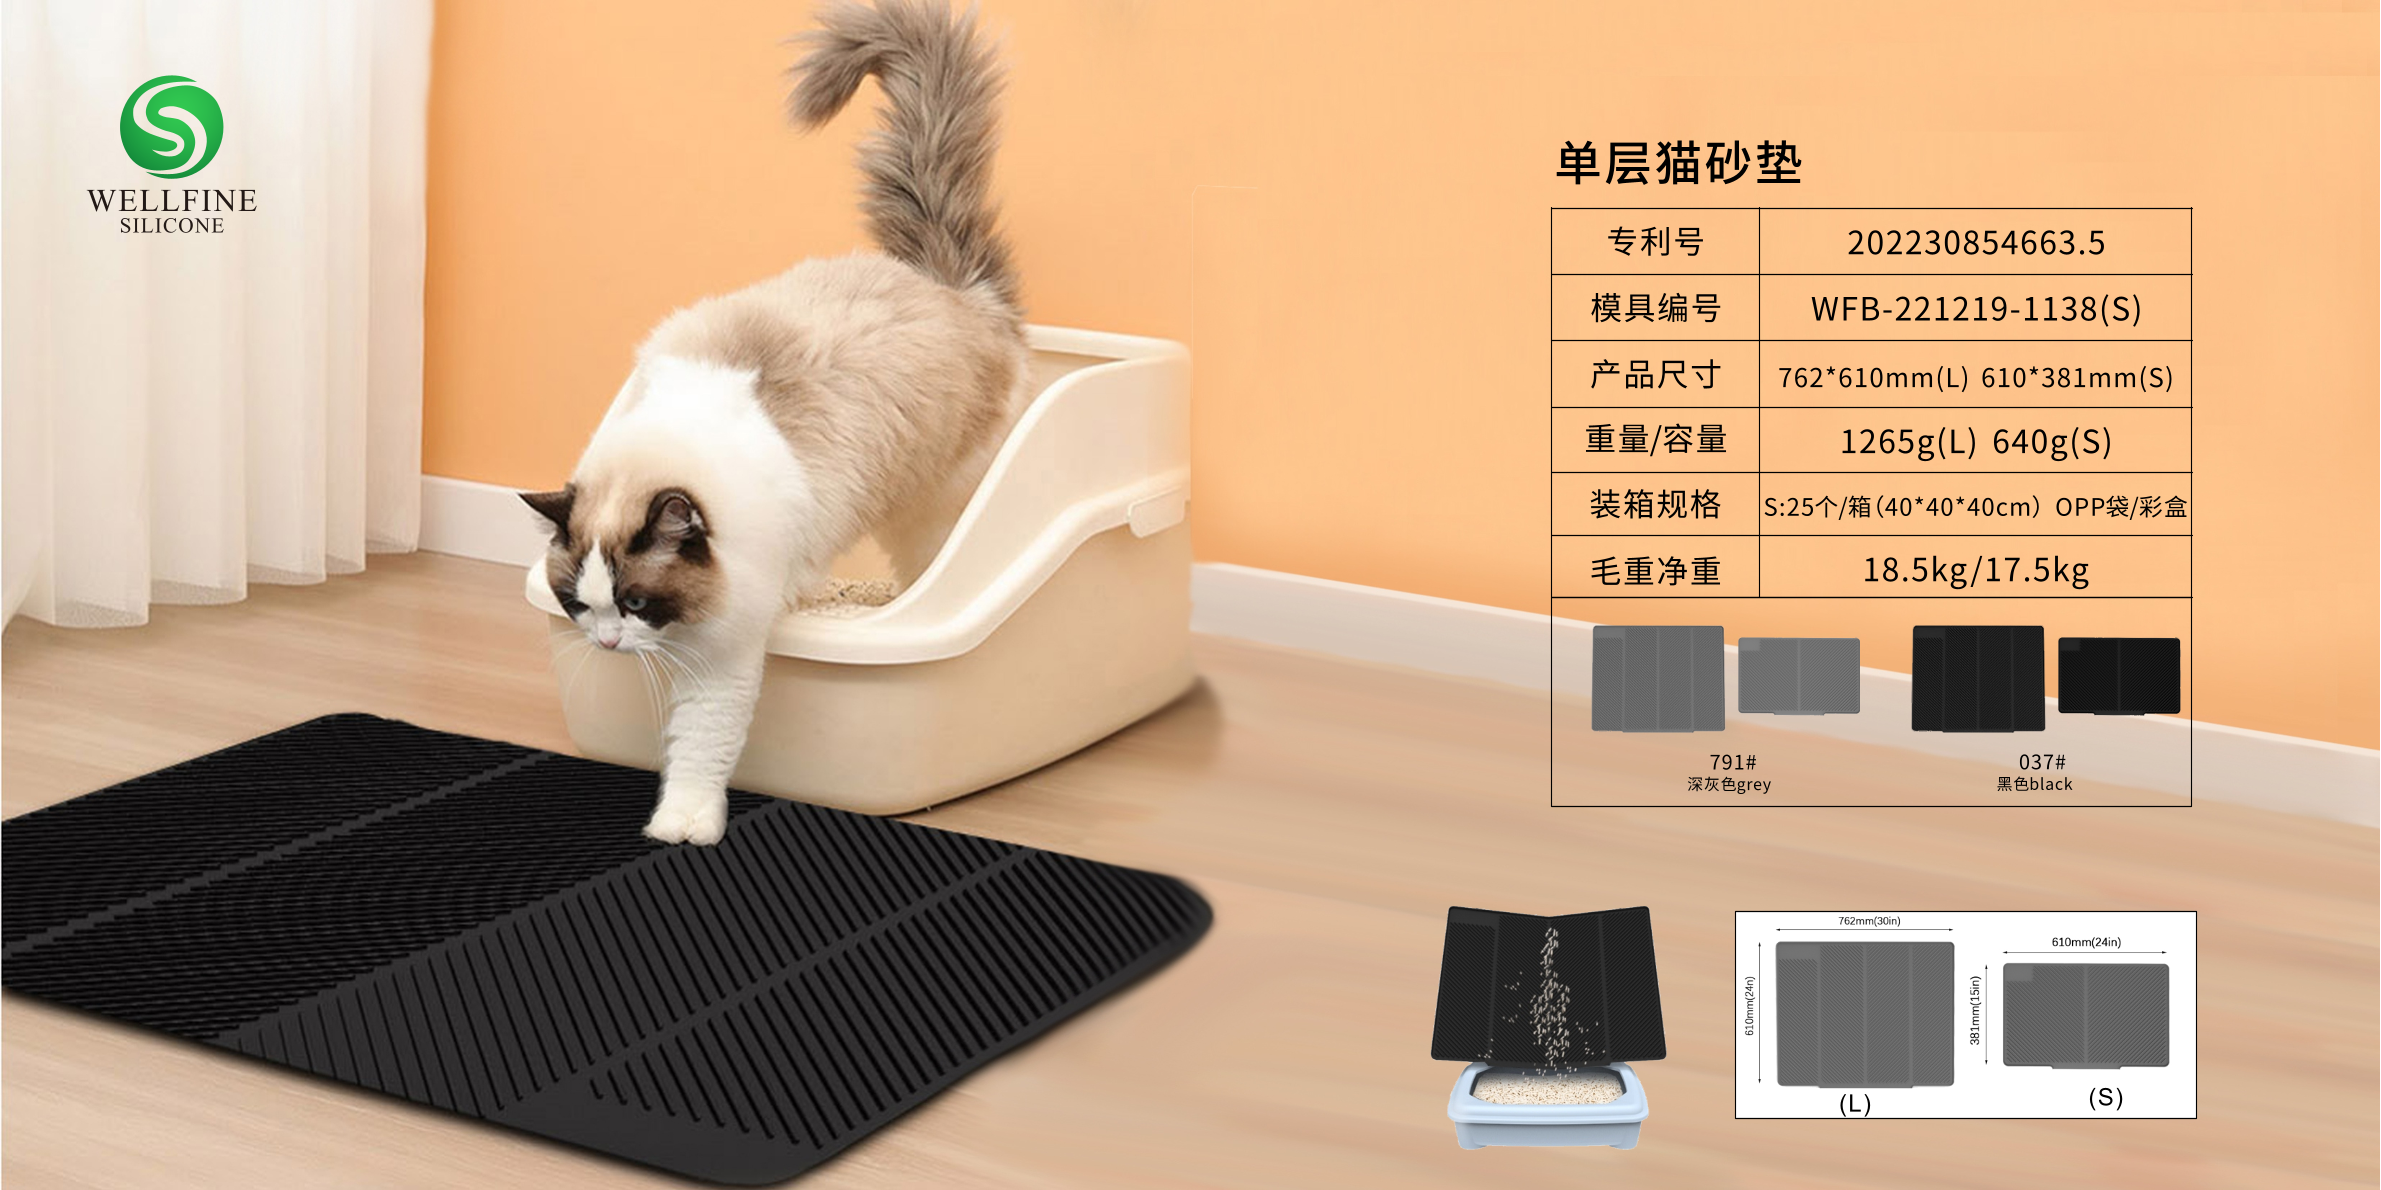 WELLFINE
SILICONE
单层猫砂垫
专利号 202230854663.5
模具编号 WFB-221219-1138(S)
产品尺寸 762*610mm(L) 610*381mm(S)
重量/容量 1265g(L) 640g(S)
装箱规格 S:25个/箱(40*40*40cm) OPP袋/彩盒
毛重净重 18.5kg/17.5kg
791#
深灰色grey
037#
黑色black
762mm(30in)
610mm(24n)
(L)
610mm(24in)
381mm(15in)
(S)